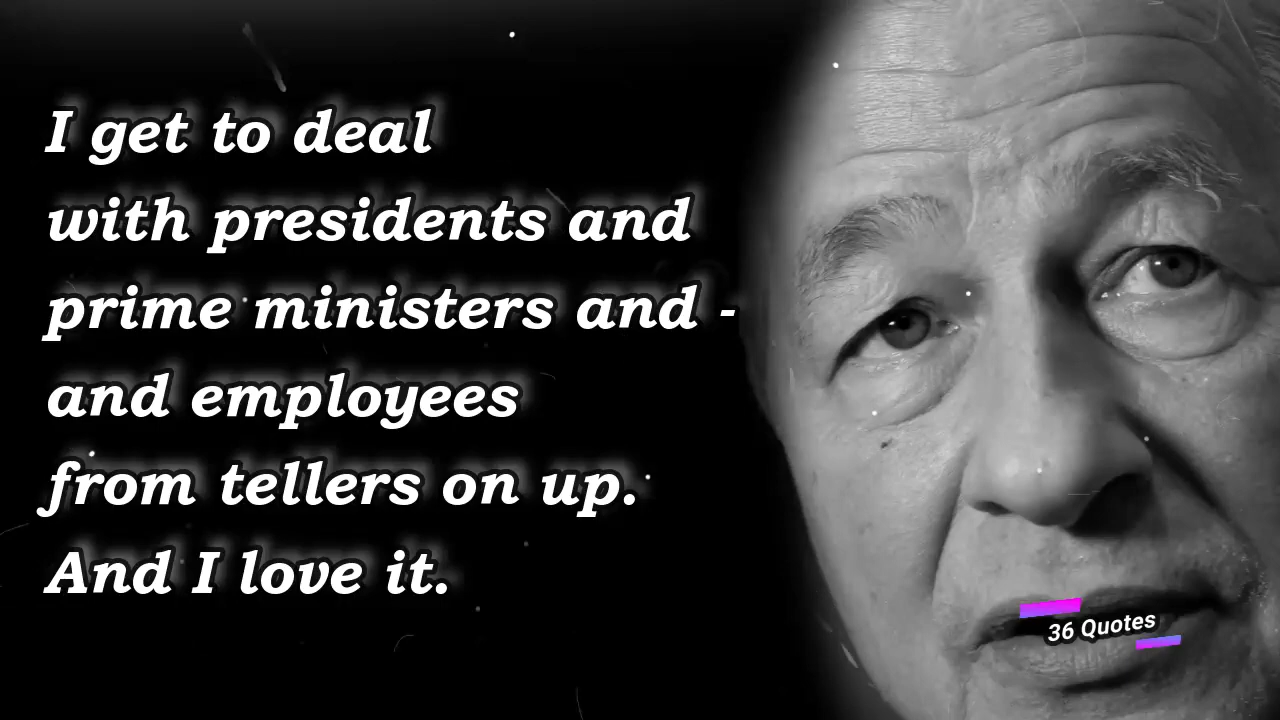 I get to deal
with presidents and
prime ministers and -
and employees
from tellers on up.
And I love it.
36 Quotes